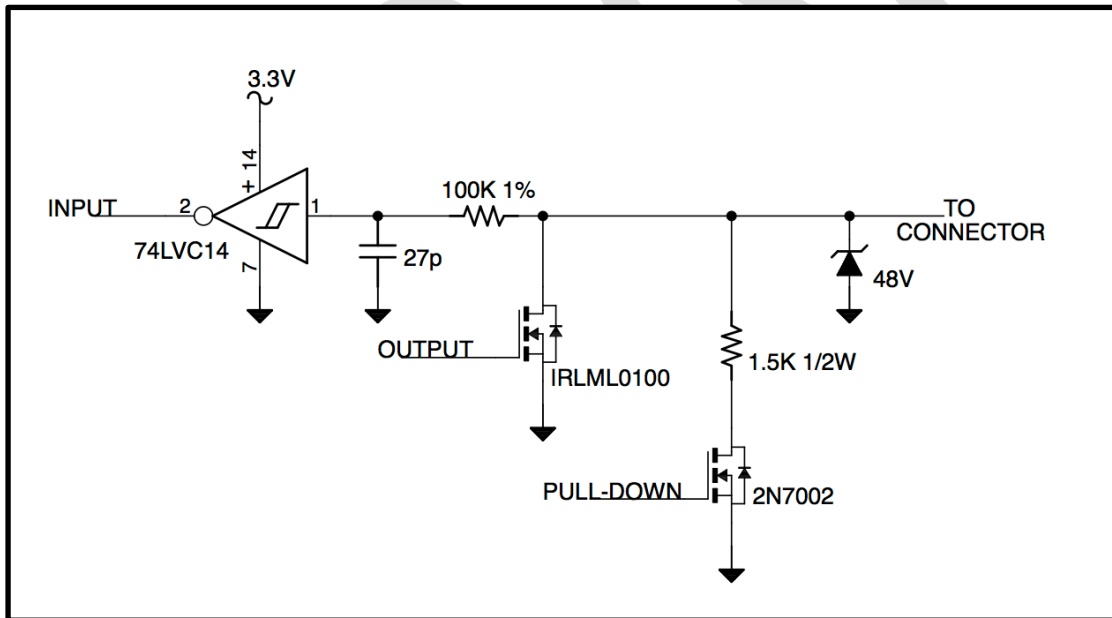 3.3V
+ 14
INPUT
2
1
100K 1%
TO
CONNECTOR
74LVC14
7
27p
48V
OUTPUT
IRLML0100
1.5K 1/2W
PULL-DOWN
2N7002